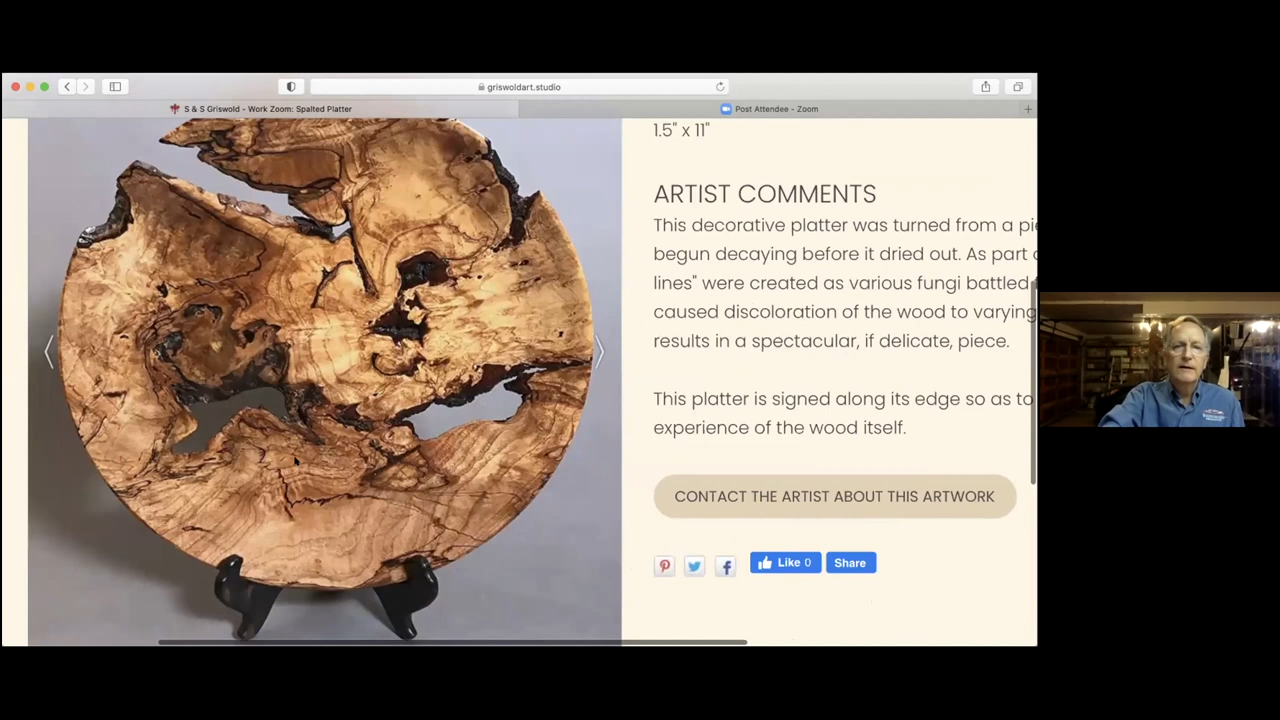 griswoldart.studio
S & S Griswold - Work Zoom: Spalted Platter
Post Attendee - Zoom
1.5" x 11"
ARTIST COMMENTS
This decorative platter was turned from a pie
begun decaying before it dried out. As part o
lines" were created as various fungi battled f
caused discoloration of the wood to varying
results in a spectacular, if delicate, piece.
This platter is signed along its edge so as to
experience of the wood itself.
CONTACT THE ARTIST ABOUT THIS ARTWORK
Like 0
Share